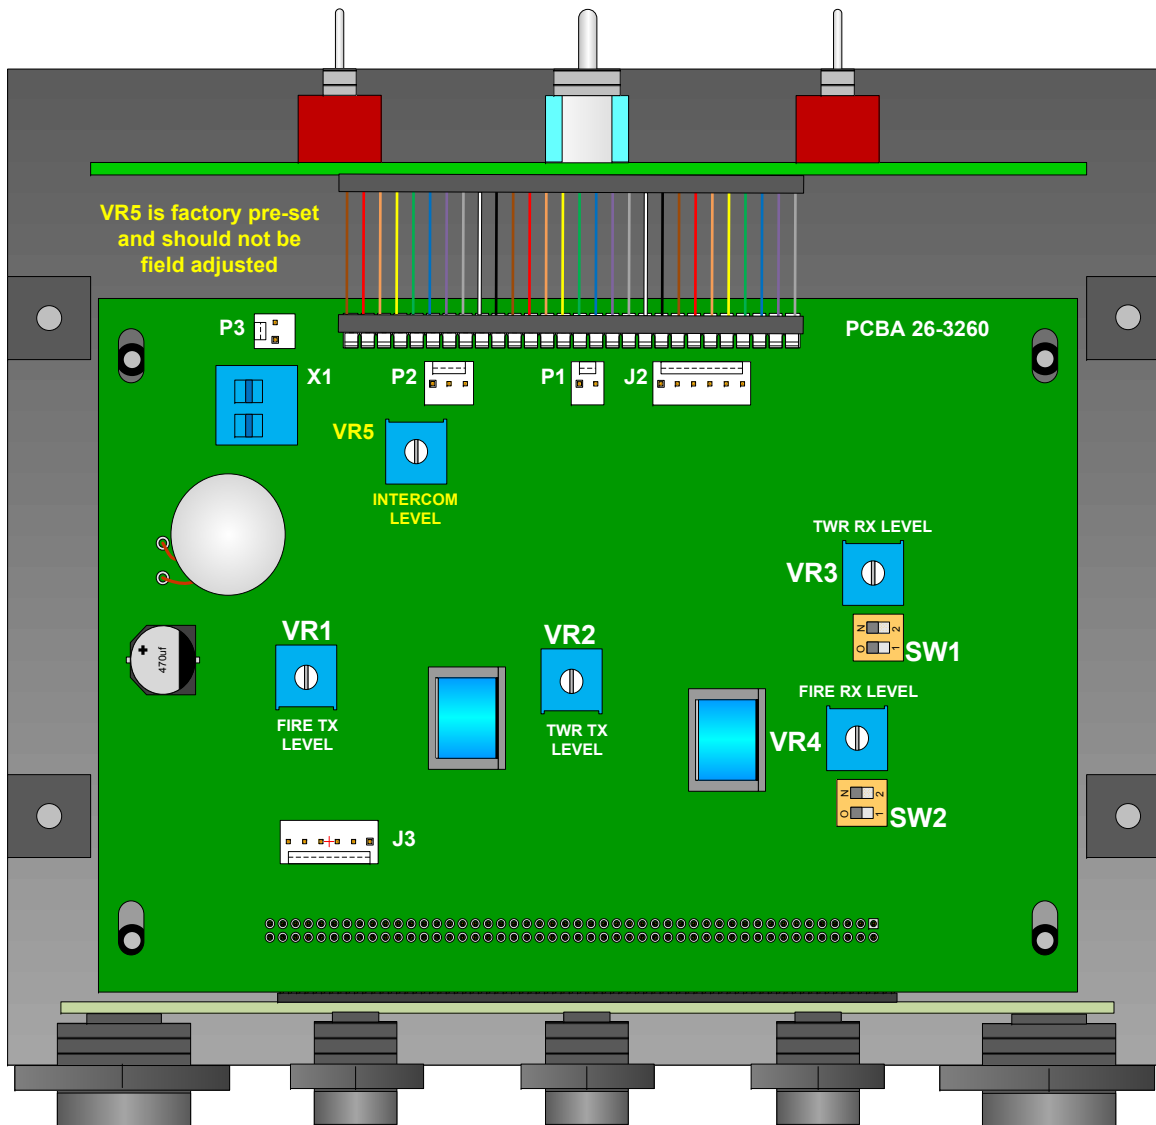 VR5 is factory pre-set
and should not be
field adjusted
P3
PCBA 26-3260
X1
P2
P1
J2
VR5
INTERCOM
LEVEL
TWR RX LEVEL
VR3
N 2
O 1
SW1
470uf
+
VR1
FIRE TX
LEVEL
VR2
TWR TX
LEVEL
FIRE RX LEVEL
VR4
N 2
O 1
SW2
J3